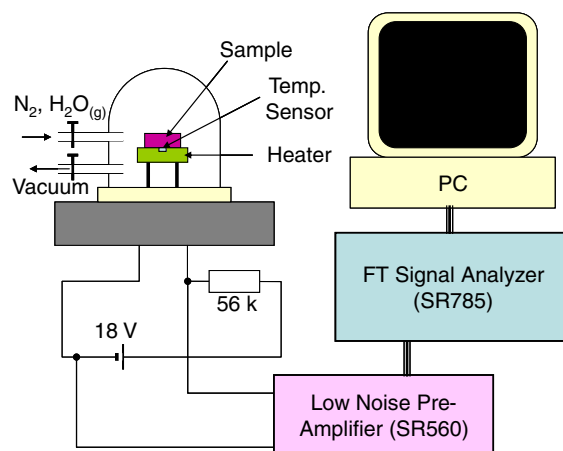 Sample
N₂, H₂O₍g₎
Temp.
Sensor
Heater
Vacuum
PC
FT Signal Analyzer
(SR785)
56 k
18 V
Low Noise Pre-
Amplifier (SR560)